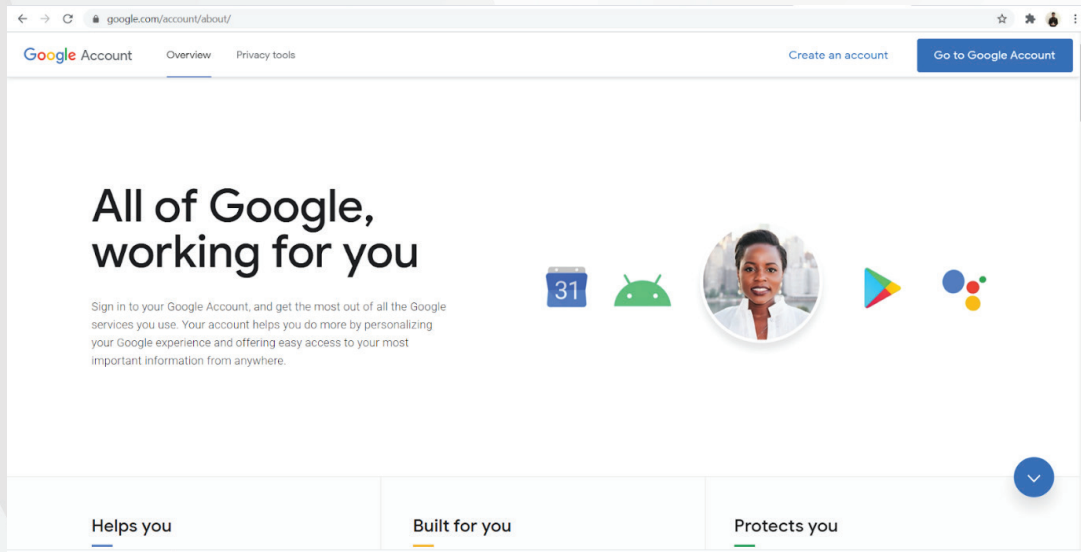 google.com/account/about/
Google Account Overview Privacy tools Create an account Go to Google Account
All of Google,
working for you
Sign in to your Google Account, and get the most out of all the Google
services you use. Your account helps you do more by personalizing
your Google experience and offering easy access to your most
important information from anywhere.
31
Helps you Built for you Protects you